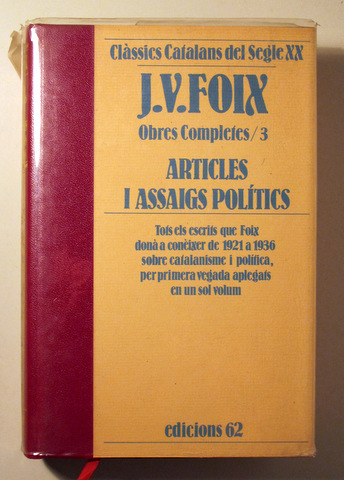 Clàssics Catalans del Segle XX
J.V.FOIX
Obres Completes/3
ARTICLES
I ASSAIGS POLÍTICS
Tots els escrits que Foix
donà a conèixer de 1921 a 1936
sobre catalanisme i política,
per primera vegada aplegats
en un sol volum
edicions 62